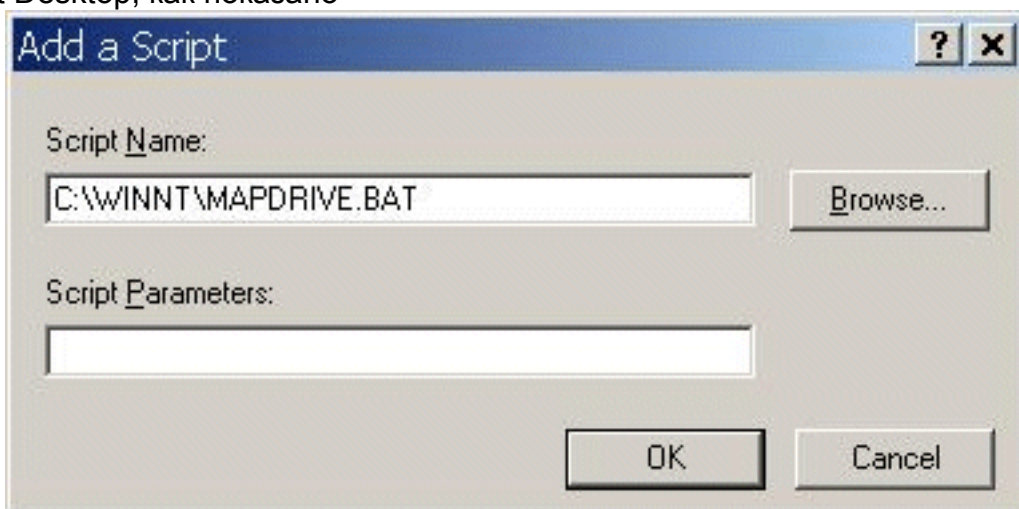 Desktop, как показано
Add a Script
Script Name:
C:\WINNT\MAPDRIVE.BAT
Browse...
Script Parameters:
OK
Cancel